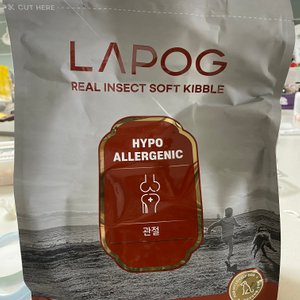 CUT HERE
LAPOG
REAL INSECT SOFT KIBBLE
HYPO
ALLERGENIC
관절